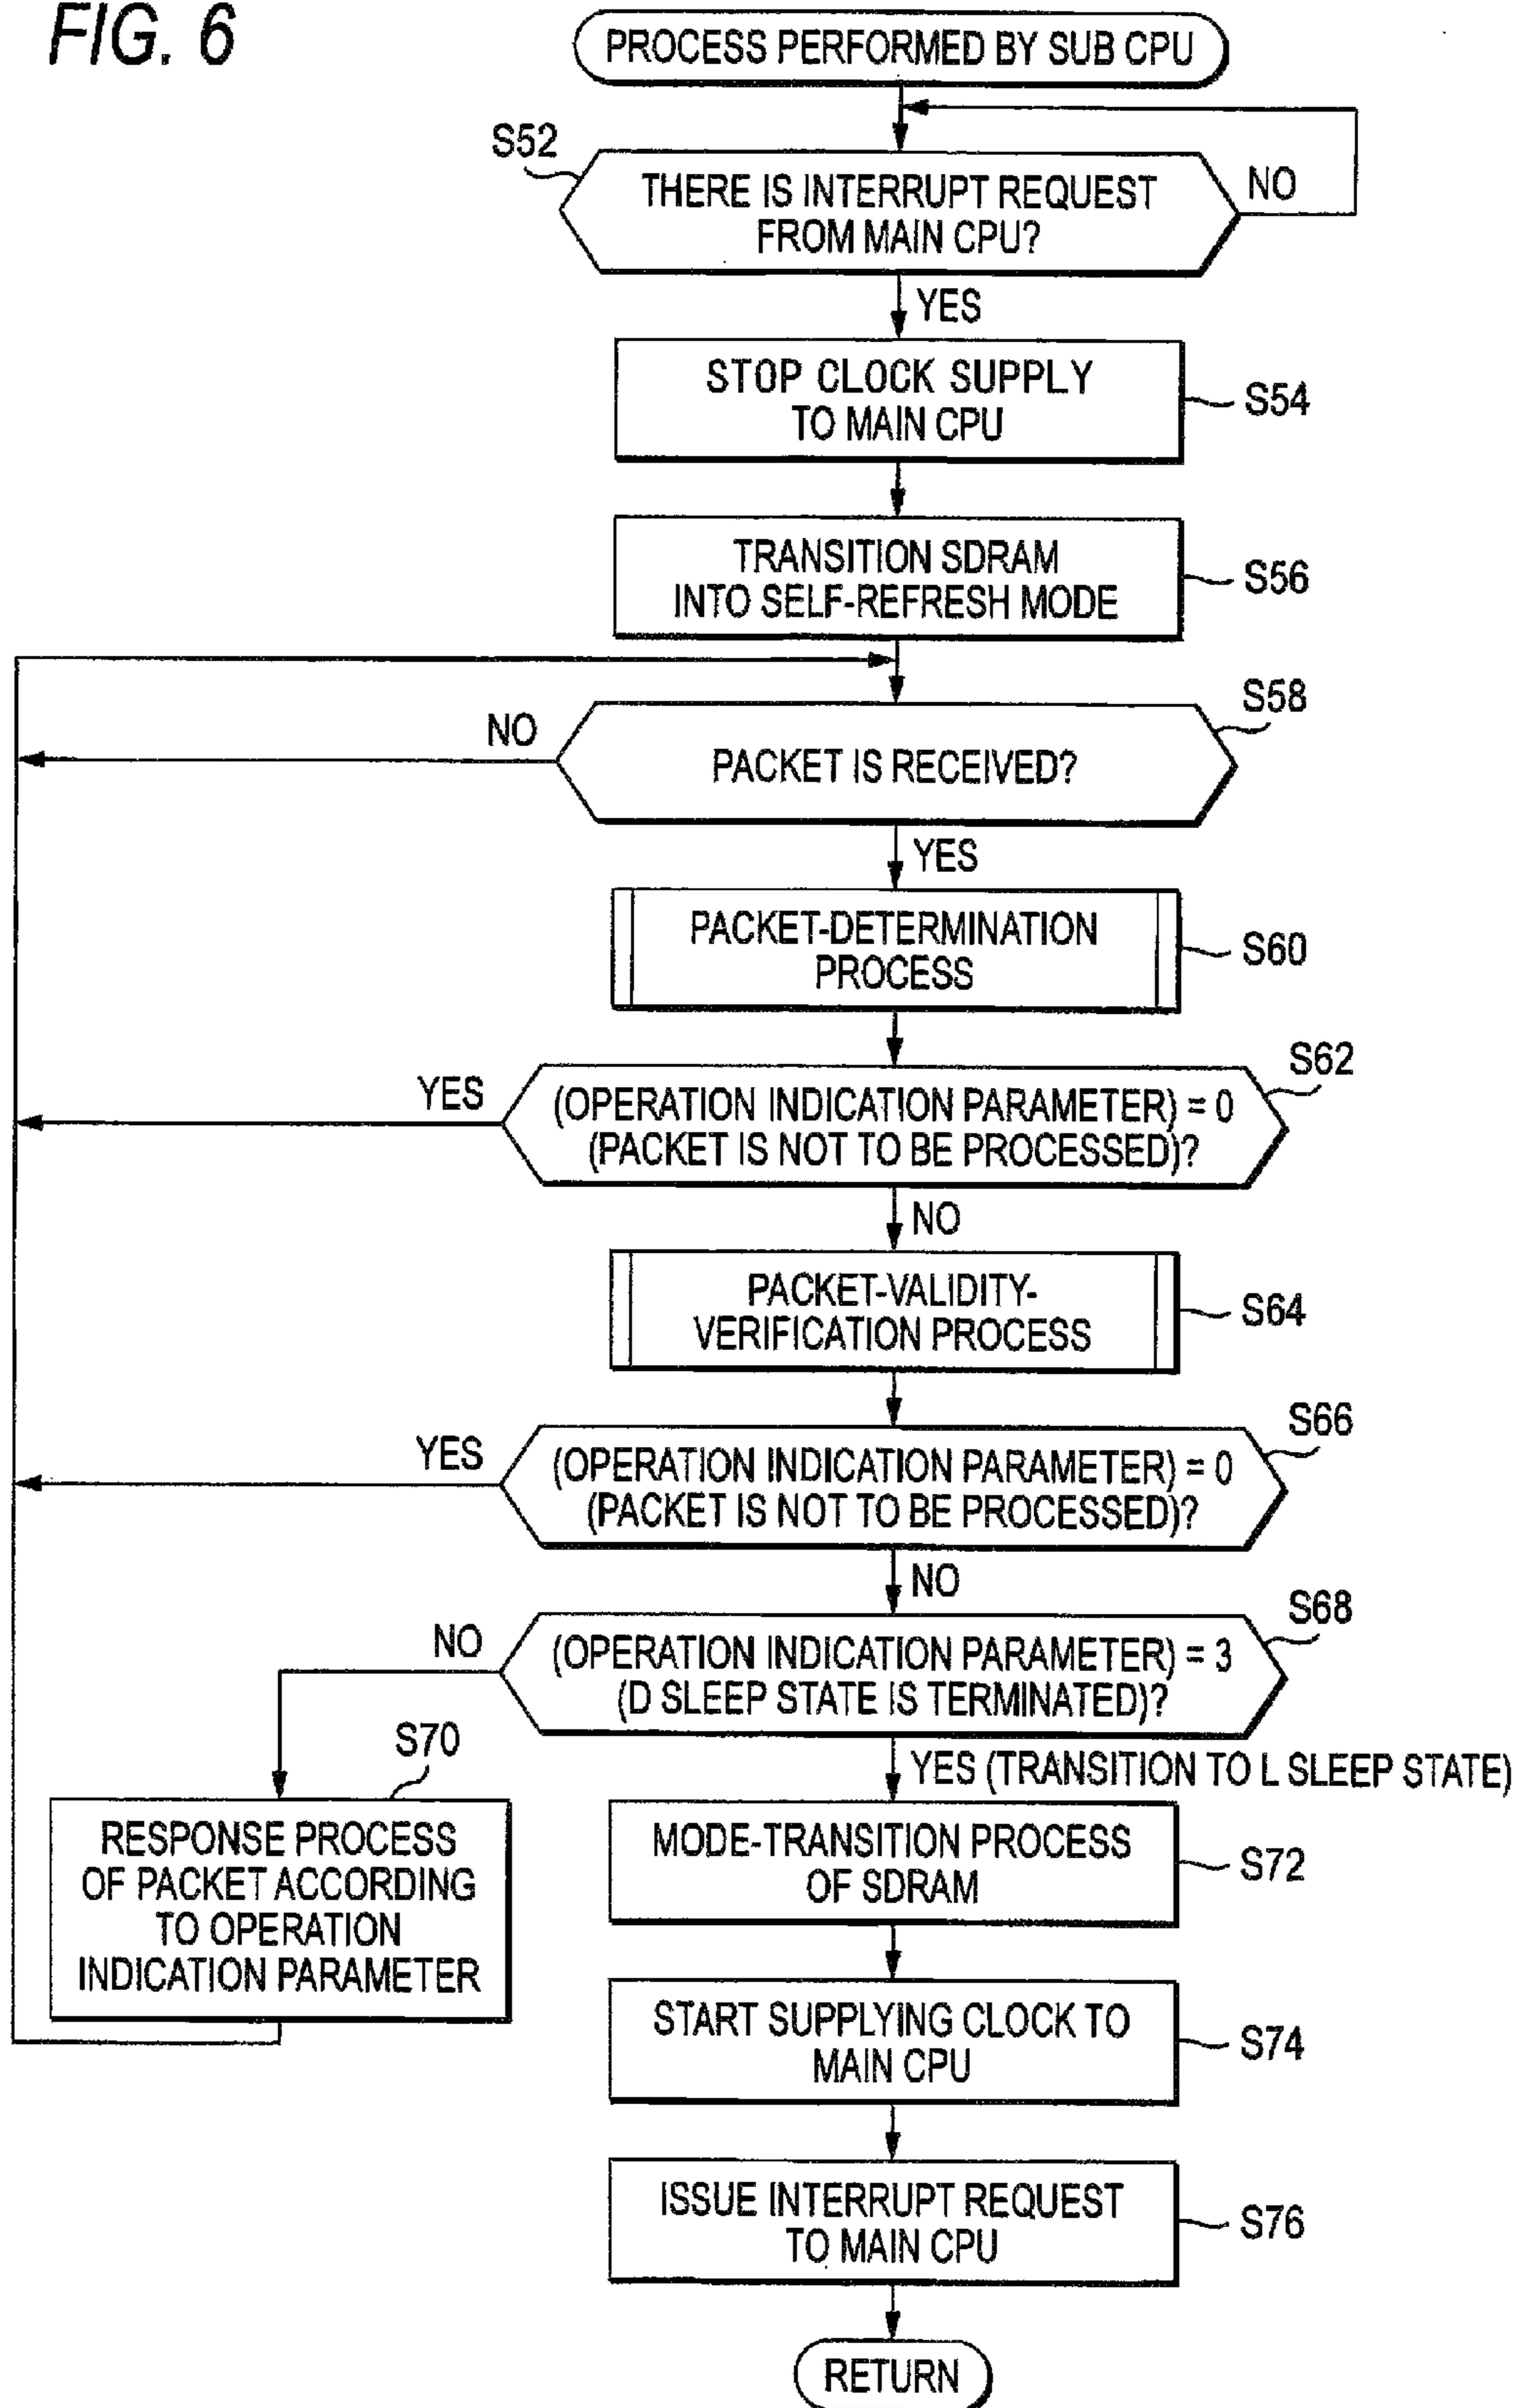 FIG. 6
PROCESS PERFORMED BY SUB CPU
S52
THERE IS INTERRUPT REQUEST
FROM MAIN CPU?
NO
YES
STOP CLOCK SUPPLY
TO MAIN CPU
S54
TRANSITION SDRAM
INTO SELF-REFRESH MODE
S56
S58
NO
PACKET IS RECEIVED?
YES
PACKET-DETERMINATION
PROCESS
S60
S62
YES
(OPERATION INDICATION PARAMETER) = 0
(PACKET IS NOT TO BE PROCESSED)?
NO
PACKET-VALIDITY-
VERIFICATION PROCESS
S64
S66
YES
(OPERATION INDICATION PARAMETER) = 0
(PACKET IS NOT TO BE PROCESSED)?
NO
S68
NO
(OPERATION INDICATION PARAMETER) = 3
(D SLEEP STATE IS TERMINATED)?
YES (TRANSITION TO L SLEEP STATE)
S70
RESPONSE PROCESS
OF PACKET ACCORDING
TO OPERATION
INDICATION PARAMETER
MODE-TRANSITION PROCESS
OF SDRAM
S72
START SUPPLYING CLOCK TO
MAIN CPU
S74
ISSUE INTERRUPT REQUEST
TO MAIN CPU
S76
RETURN